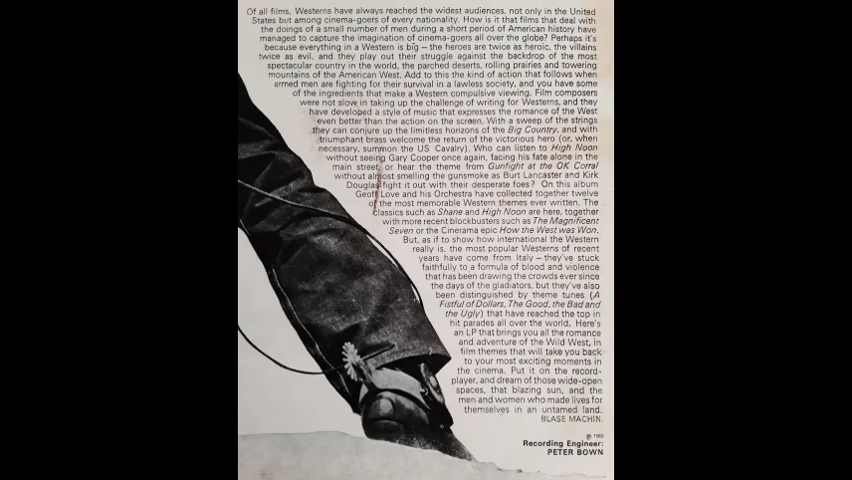 Of all films, Westerns have always reached the widest audiences, not only in the United
States but among cinema-goers of every nationality. How is it that films that deal with
the doings of a small number of men during a short period of American history have
managed to capture the imagination of cinema-goers all over the globe? Perhaps it's
because everything in a Western is big – the heroes are twice as heroic, the villains
twice as evil, and they play out their struggle against the backdrop of the most
spectacular country in the world, the parched deserts, rolling prairies and towering
mountains of the American West. Add to this the kind of action that follows when
armed men are fighting for their survival in a lawless society, and you have some
of the ingredients that make a Western compulsive viewing. Film composers
were not slow in taking up the challenge of writing for Westerns, and they
have developed a style of music that expresses the romance of the West
even better than the action on the screen. With a sweep of the strings
they can conjure up the limitless horizons of the Big Country, and with
triumphant brass welcome the return of the victorious hero (or, when
necessary, summon the US Cavalry). Who can listen to High Noon
without seeing Gary Cooper once again, facing his fate alone in the
main street, or hear the theme from Gunfight at the OK Corral
without almost smelling the gunsmoke as Burt Lancaster and Kirk
Douglas fight it out with their desperate foes? On this album
Geoff Love and his Orchestra have collected together twelve
of the most memorable Western themes ever written. The
classics such as Shane and High Noon are here, together
with more recent blockbusters such as The Magnificent
Seven or the Cinerama epic How the West was Won.
But, as if to show how international the Western
really is, the most popular Westerns of recent
years have come from Italy – they've stuck
faithfully to a formula of blood and violence
that has been drawing the crowds ever since
the days of the gladiators, but they've also
been distinguished by theme tunes (A
Fistful of Dollars, The Good, the Bad and
the Ugly) that have reached the top in
hit parades all over the world. Here's
an LP that brings you all the romance
and adventure of the Wild West, in
film themes that will take you back
to your most exciting moments in
the cinema. Put it on the record-
player, and dream of those wide-open
spaces, that blazing sun, and the
men and women who made lives for
themselves in an untamed land.
BLASE MACHIN.
Recording Engineer:
PETER BOWN